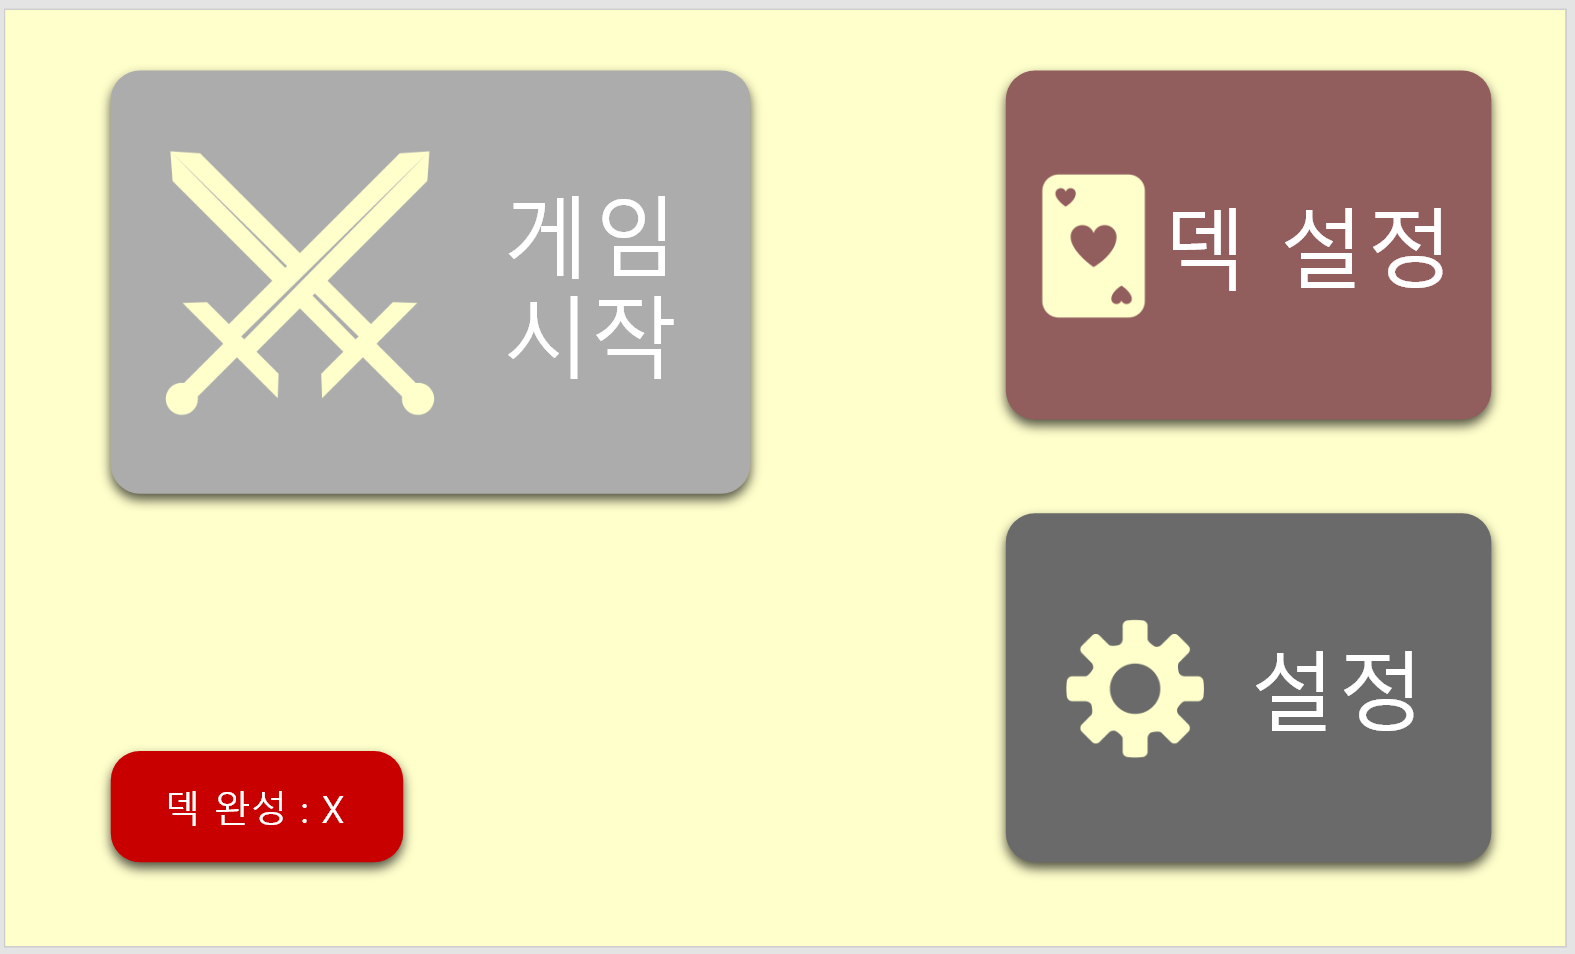 게임
시작
덱 설정
설정
덱 완성 : X